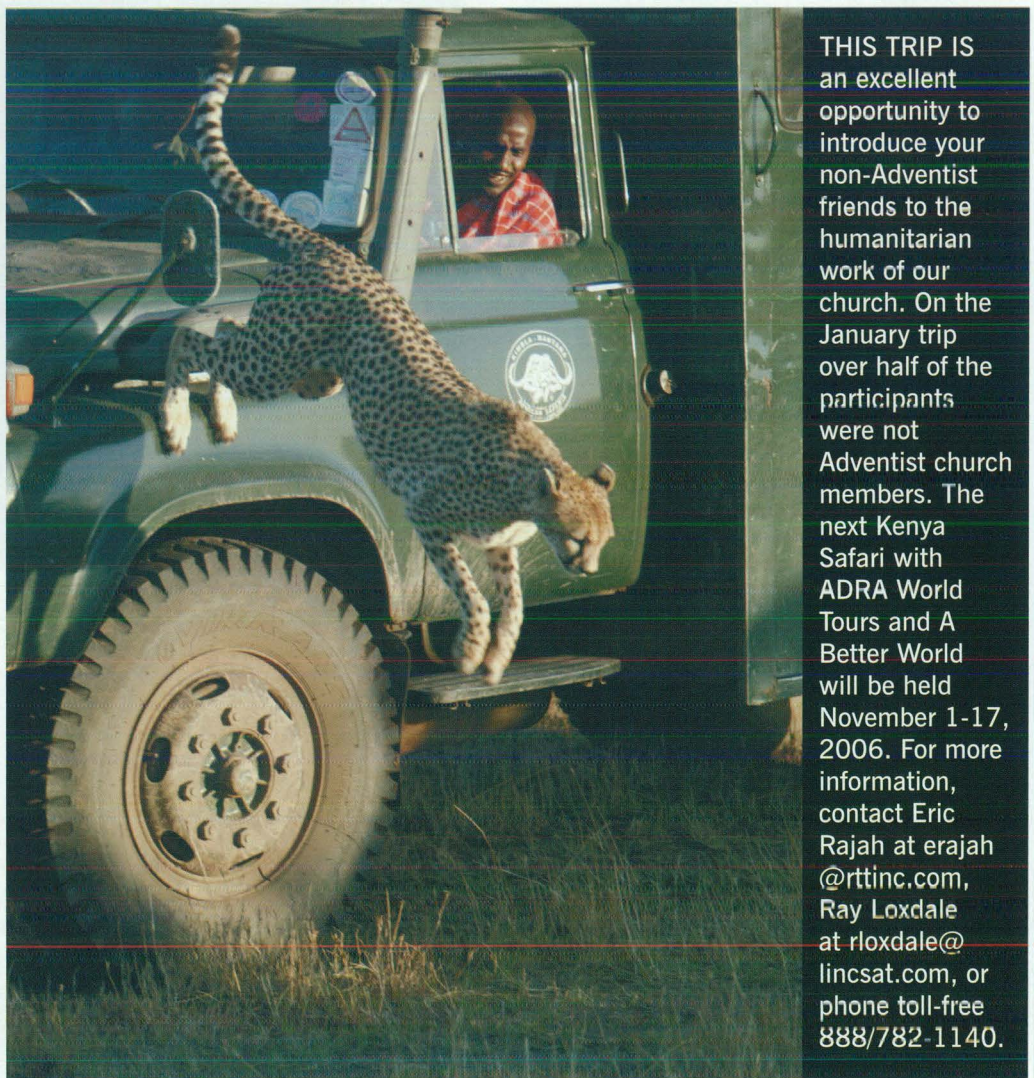 THIS TRIP IS
an excellent
opportunity to
introduce your
non-Adventist
friends to the
humanitarian
work of our
church. On the
January trip
over half of the
participants
were not
Adventist church
members. The
next Kenya
Safari with
ADRA World
Tours and A
Better World
will be held
November 1-17,
2006. For more
information,
contact Eric
Rajah at erajah
@rttinc.com,
Ray Loxdale
at rloxdale@
lincsat.com, or
phone toll-free
888/782-1140.